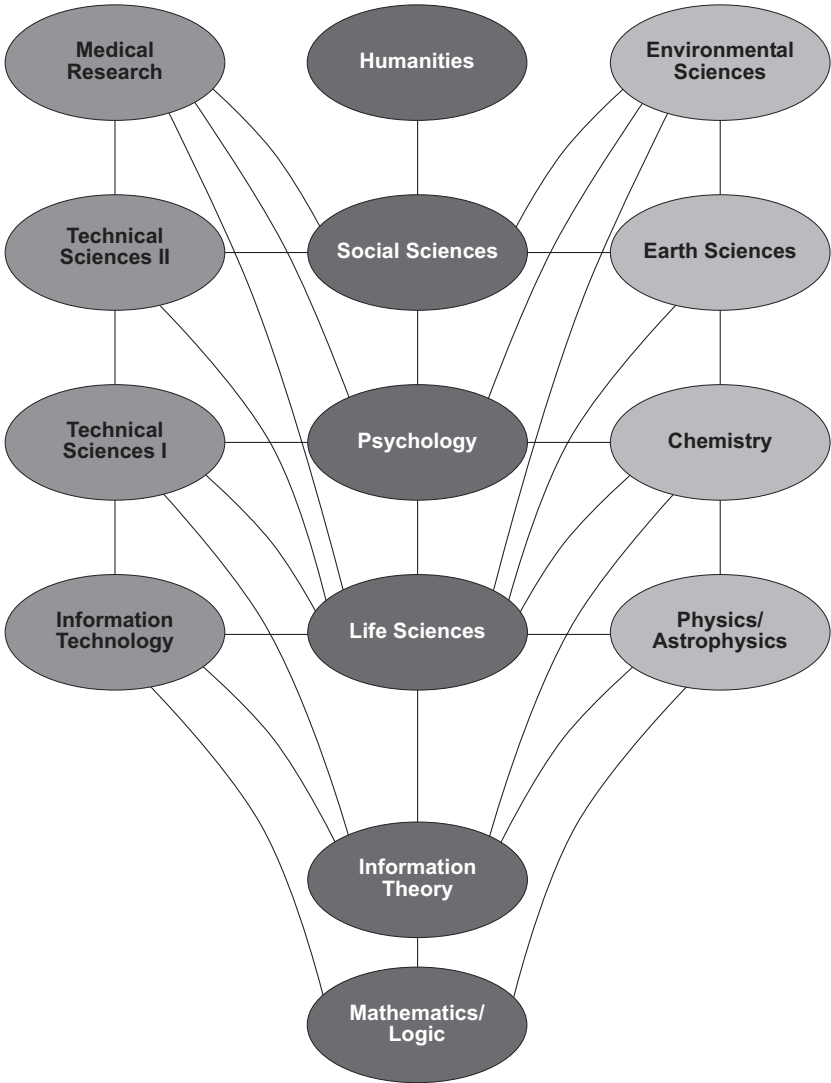 Medical
Research
Humanities
Environmental
Sciences
Technical
Sciences II
Social Sciences
Earth Sciences
Technical
Sciences I
Psychology
Chemistry
Information
Technology
Life Sciences
Physics/
Astrophysics
Information
Theory
Mathematics/
Logic